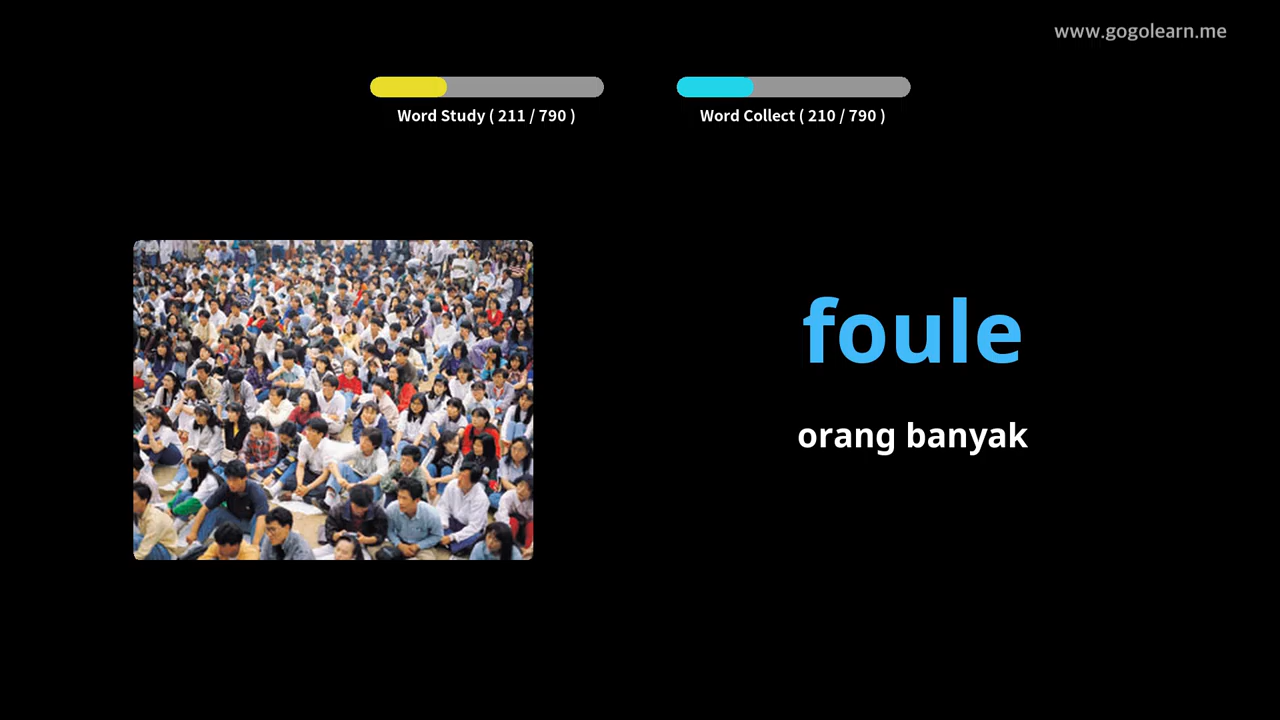 www.gogolearn.me
Word Study ( 211 / 790 )
Word Collect ( 210 / 790 )
foule
orang banyak